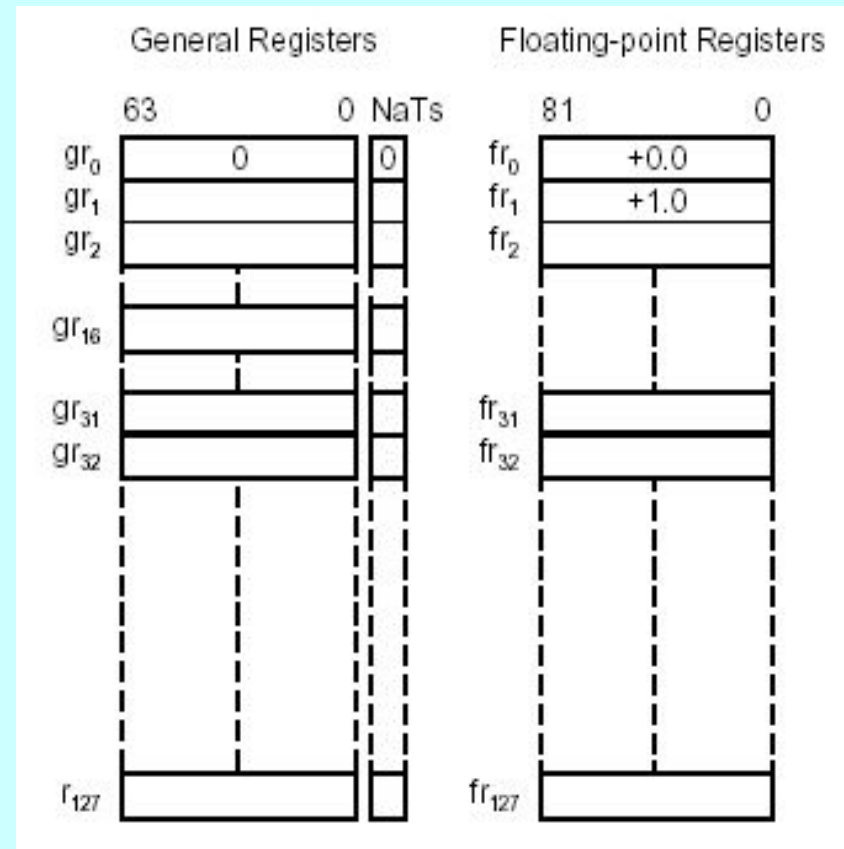 General Registers Floating-point Registers
63 0 NaTs 81 0
gr0 0 0 fr0 +0.0
gr1 fr1 +1.0
gr2 fr2
gr16
gr31 fr31
gr32 fr32
r127 fr127